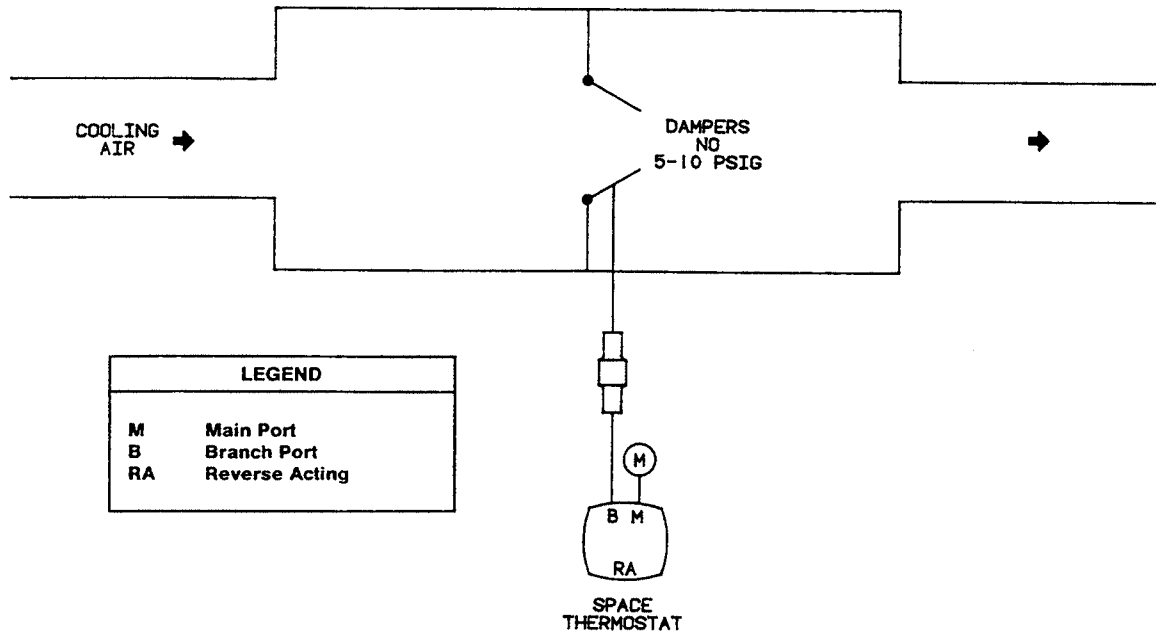 COOLING
AIR
DAMPERS
NO
5-10 PSIG
LEGEND
M Main Port
B Branch Port
RA Reverse Acting
M
B M
RA
SPACE
THERMOSTAT